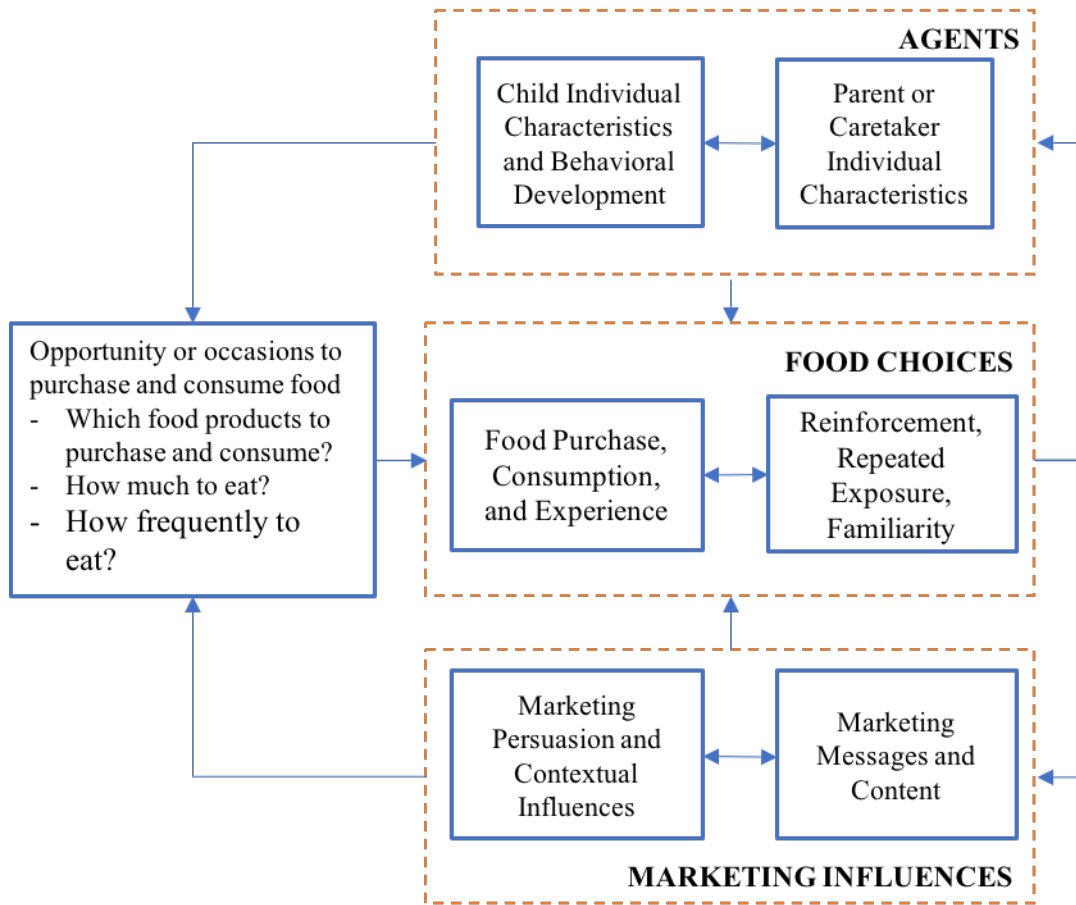 AGENTS
Child Individual
Characteristics
and Behavioral
Development
Parent or
Caretaker
Individual
Characteristics
Opportunity or occasions to
purchase and consume food
- Which food products to
purchase and consume?
- How much to eat?
- How frequently to
eat?
FOOD CHOICES
Food Purchase,
Consumption,
and Experience
Reinforcement,
Repeated
Exposure,
Familiarity
Marketing
Persuasion and
Contextual
Influences
Marketing
Messages and
Content
MARKETING INFLUENCES